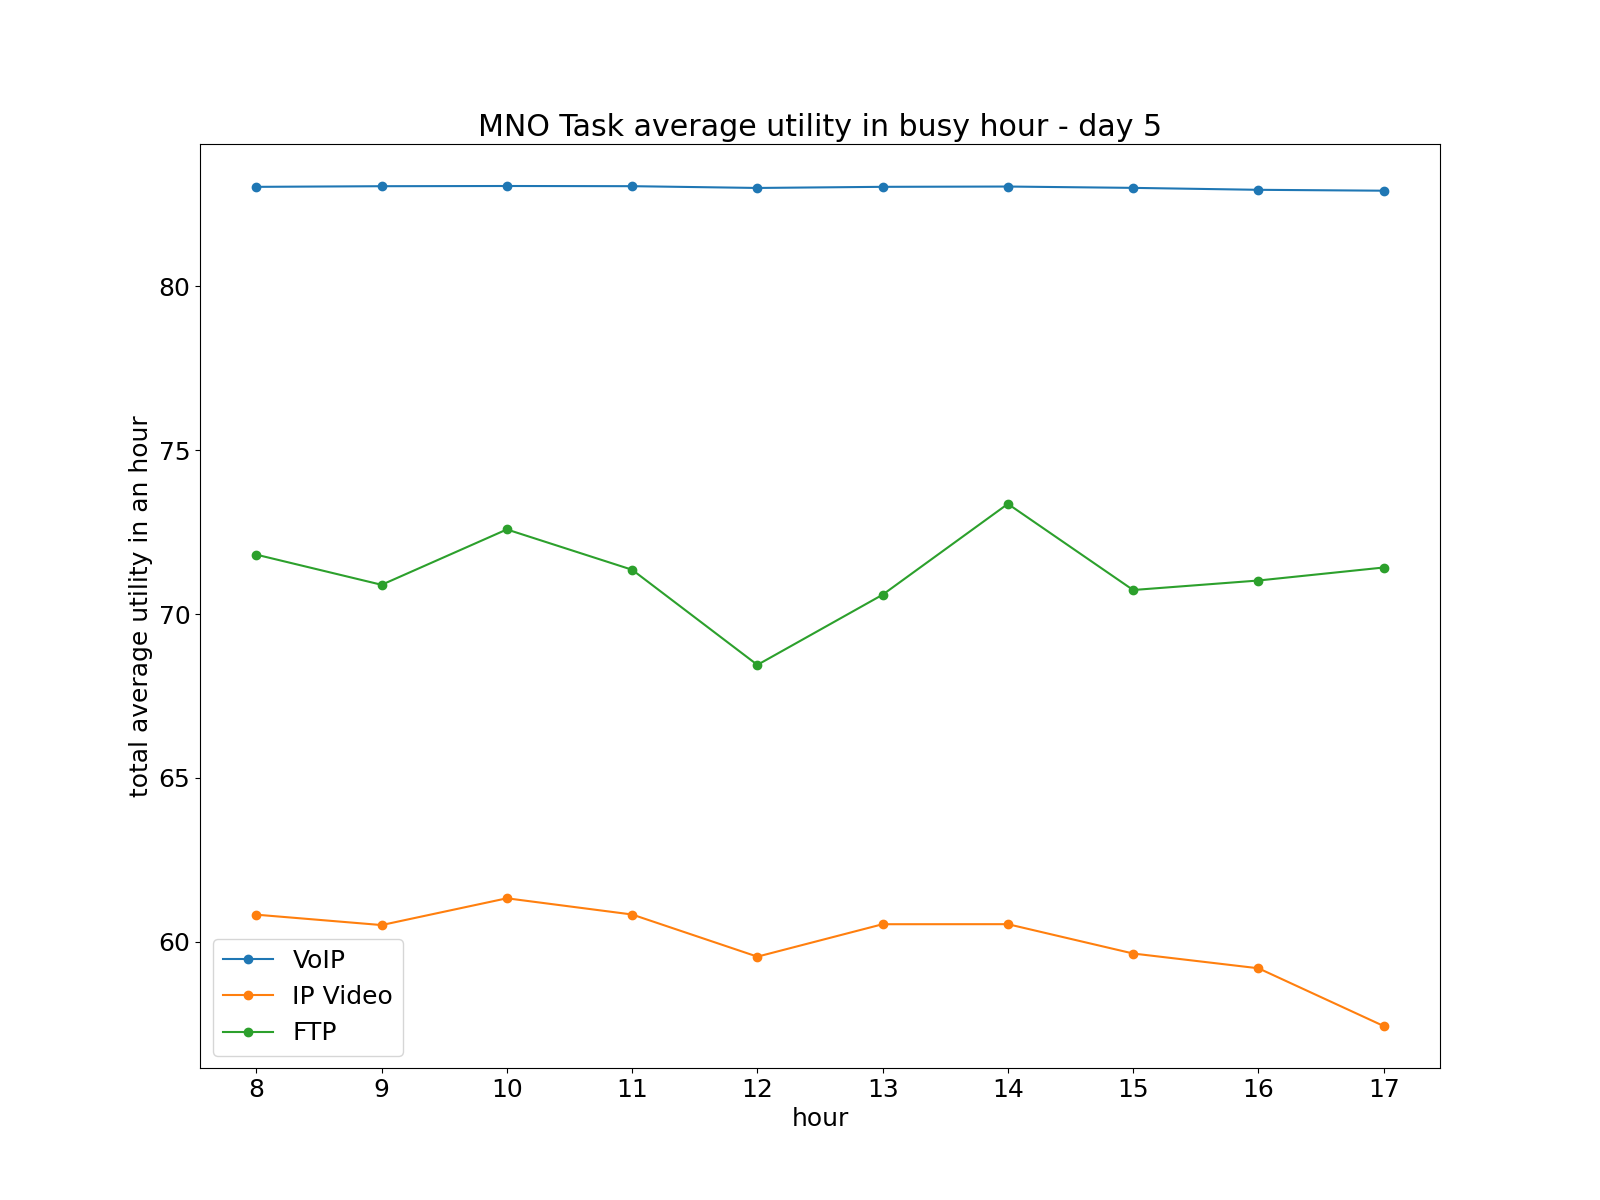 MNO Task average utility in busy hour - day 5
total average utility in an hour
80
75
70
65
60
VoIP
IP Video
FTP
8 9 10 11 12 13 14 15 16 17
hour